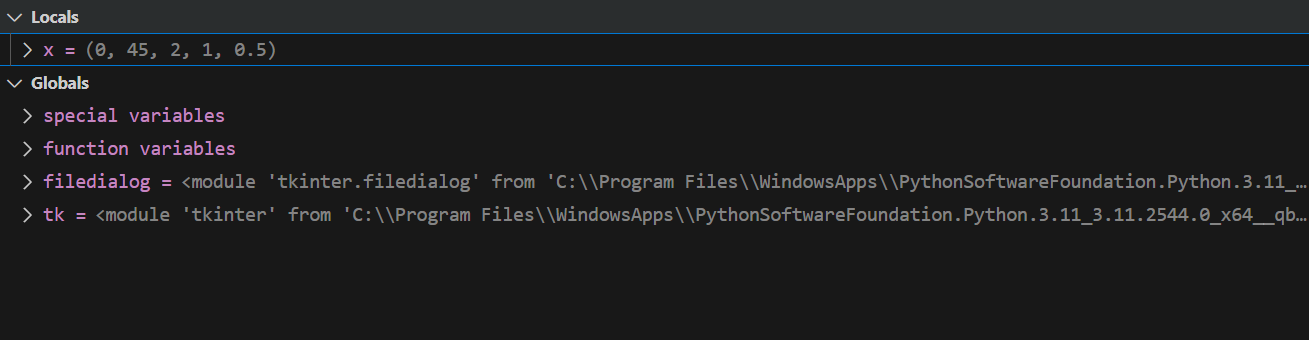 Locals
x = (0, 45, 2, 1, 0.5)
Globals
special variables
function variables
filedialog = <module 'tkinter.filedialog' from 'C:\\Program Files\\WindowsApps\\PythonSoftwareFoundation.Python.3.11_…
tk = <module 'tkinter' from 'C:\\Program Files\\WindowsApps\\PythonSoftwareFoundation.Python.3.11_3.11.2544.0_x64__qb…